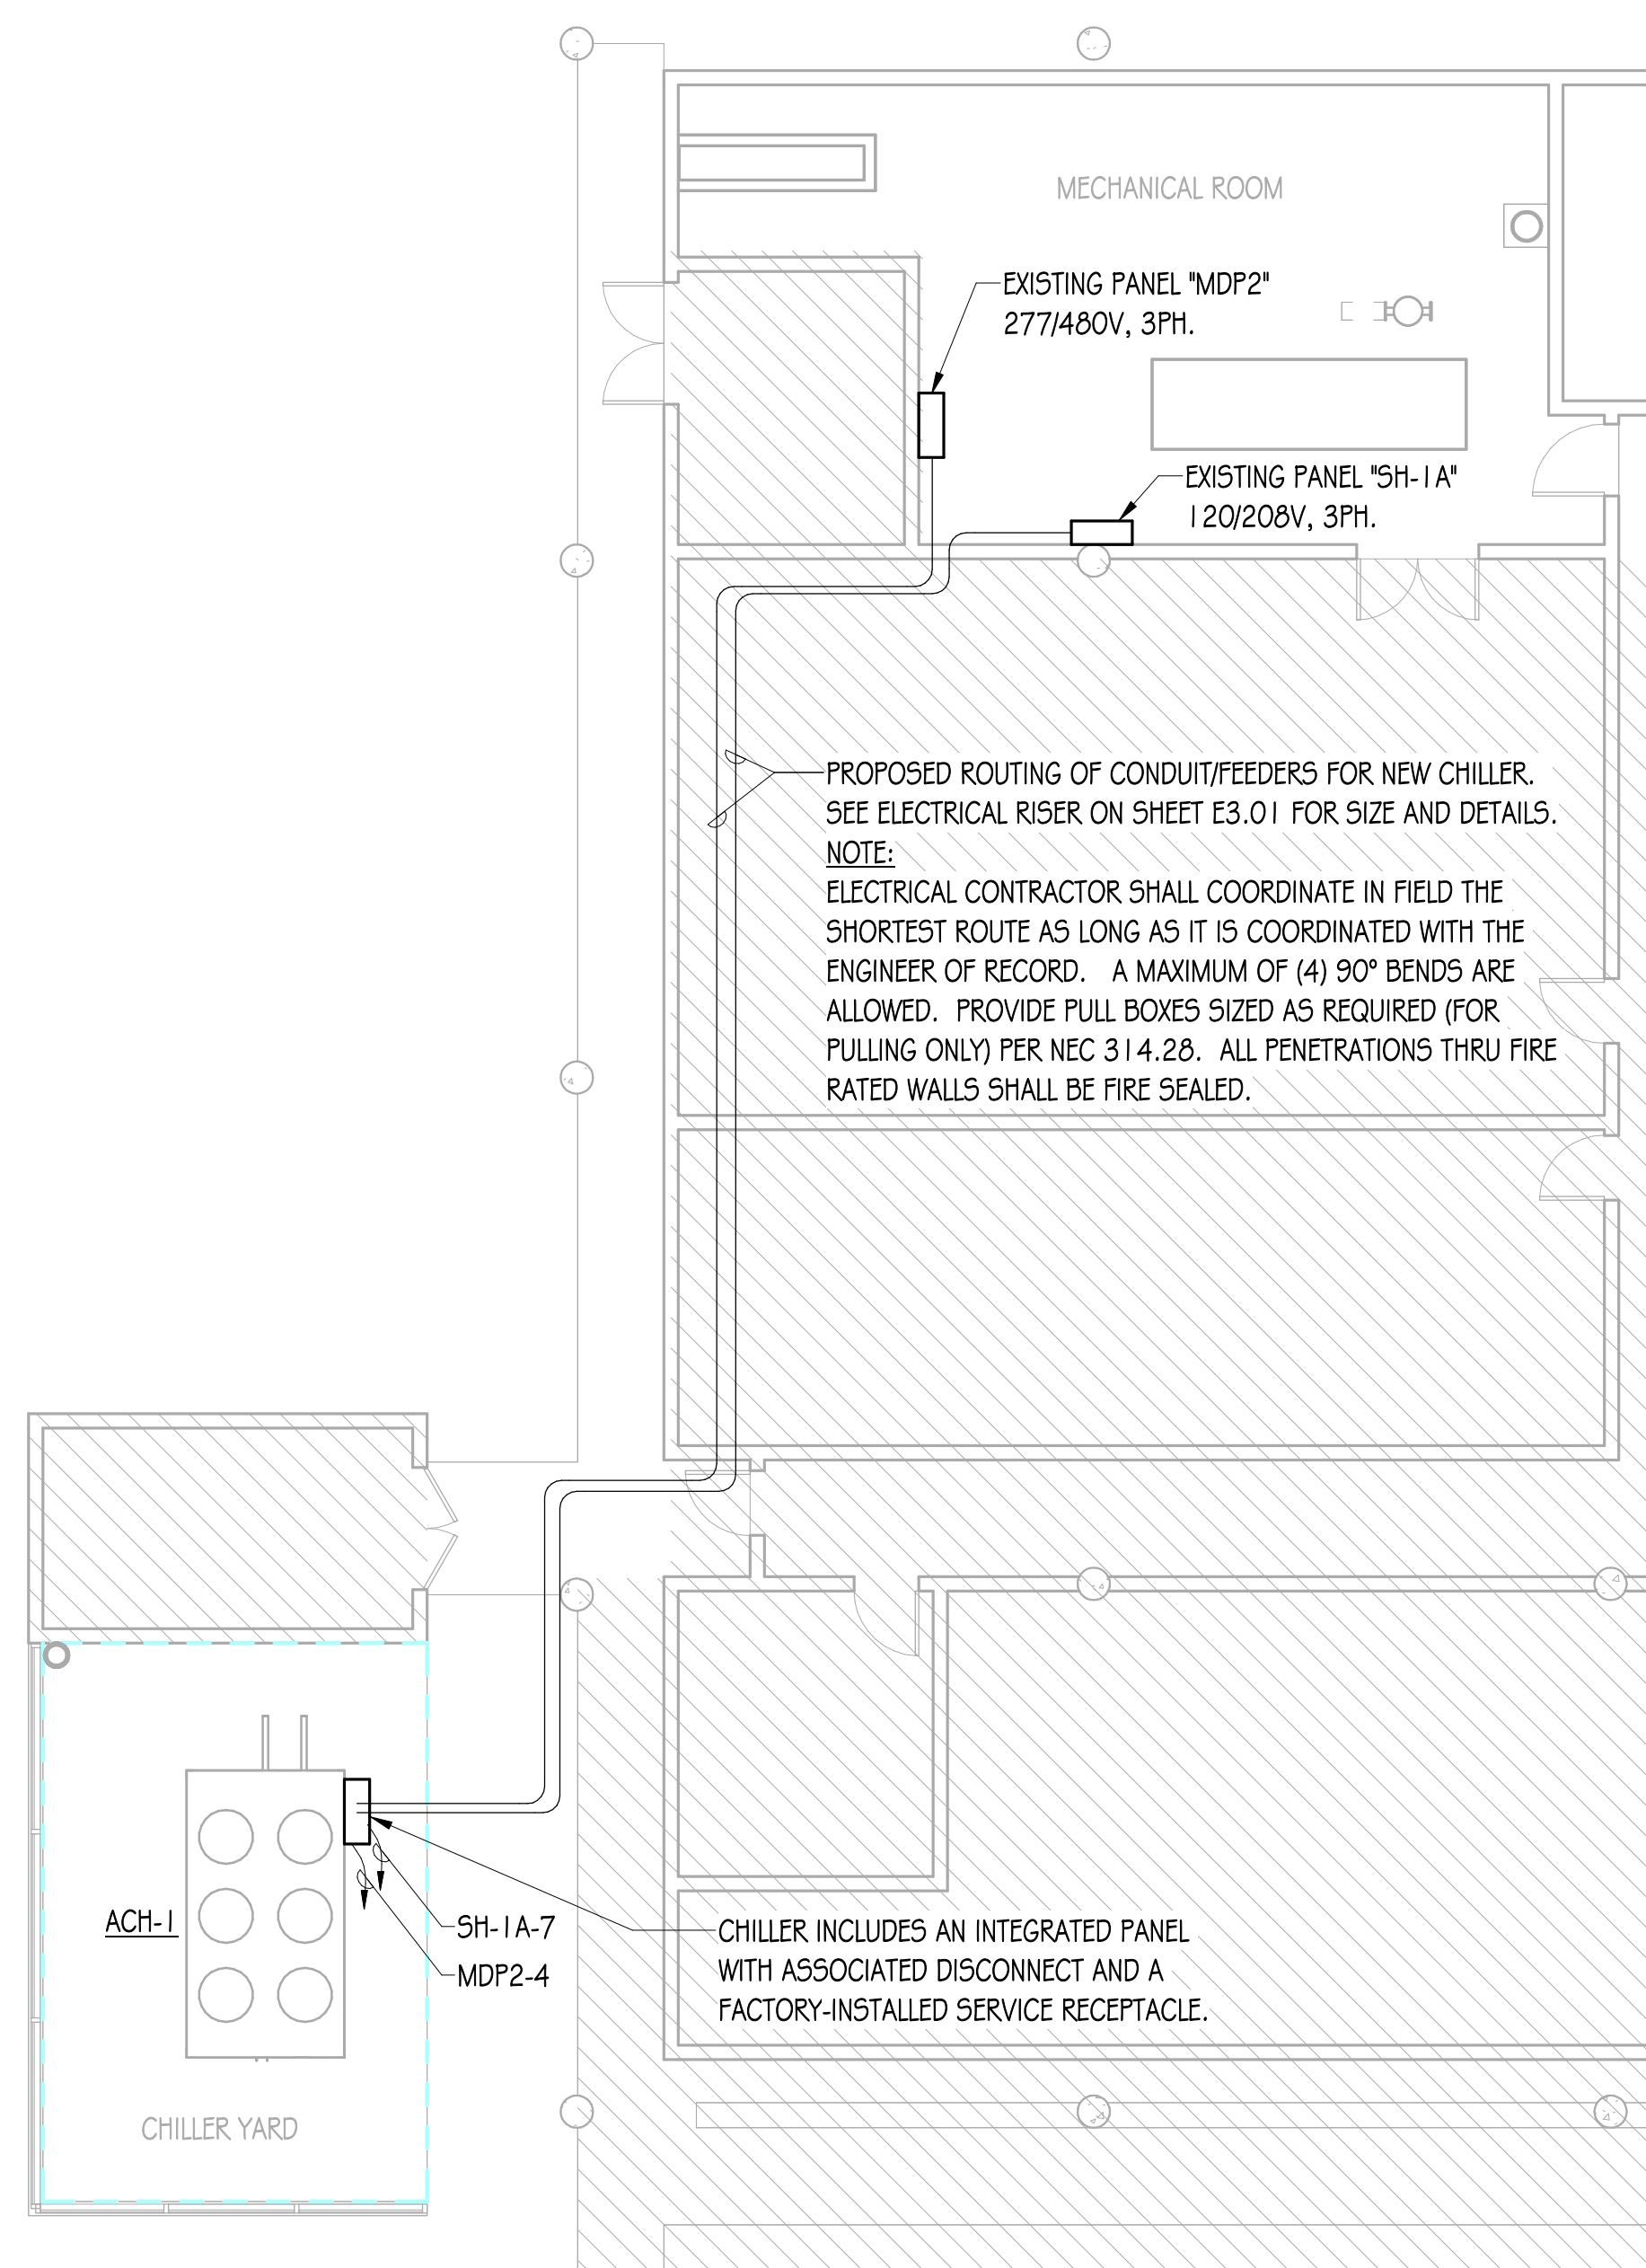 MECHANICAL ROOM
EXISTING PANEL "MDP2"
277/480V, 3PH.
EXISTING PANEL "SH-1A"
120/208V, 3PH.
PROPOSED ROUTING OF CONDUIT/FEEDERS FOR NEW CHILLER.
SEE ELECTRICAL RISER ON SHEET E3.01 FOR SIZE AND DETAILS.
NOTE:
ELECTRICAL CONTRACTOR SHALL COORDINATE IN FIELD THE
SHORTEST ROUTE AS LONG AS IT IS COORDINATED WITH THE
ENGINEER OF RECORD. A MAXIMUM OF (4) 90° BENDS ARE
ALLOWED. PROVIDE PULL BOXES SIZED AS REQUIRED (FOR
PULLING ONLY) PER NEC 314.28. ALL PENETRATIONS THRU FIRE
RATED WALLS SHALL BE FIRE SEALED.
ACH-1
SH-1A-7
MDP2-4
CHILLER INCLUDES AN INTEGRATED PANEL
WITH ASSOCIATED DISCONNECT AND A
FACTORY-INSTALLED SERVICE RECEPTACLE.
CHILLER YARD